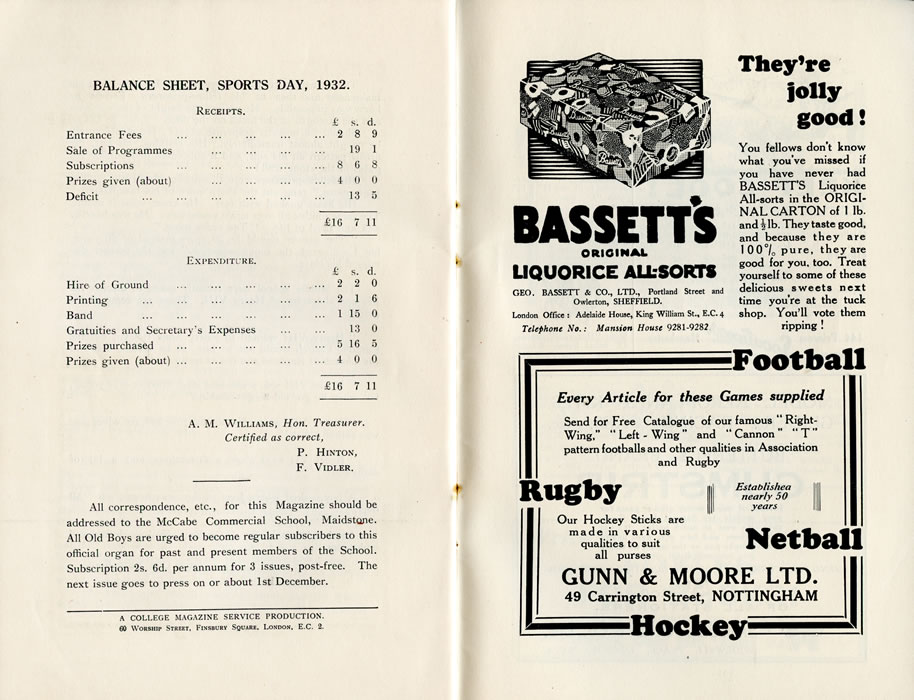 BALANCE SHEET, SPORTS DAY, 1932.
RECEIPTS.
£ s. d.
Entrance Fees ... ... ... ... ... 2 8 9
Sale of Programmes ... ... ... ... 19 1
Subscriptions ... ... ... ... ... 8 6 8
Prizes given (about) ... ... ... ... 4 0 0
Deficit ... ... ... ... ... ... 13 5
£16 7 11
EXPENDITURE.
£ s. d.
Hire of Ground ... ... ... ... ... 2 2 0
Printing ... ... ... ... ... ... 2 1 6
Band ... ... ... ... ... ... 1 15 0
Gratuities and Secretary's Expenses ... ... 13 0
Prizes purchased ... ... ... ... ... 5 16 5
Prizes given (about) ... ... ... ... ... 4 0 0
£16 7 11
A. M. WILLIAMS, Hon. Treasurer.
Certified as correct,
P. HINTON,
F. VIDLER.
All correspondence, etc., for this Magazine should be
addressed to the McCabe Commercial School, Maidstone.
All Old Boys are urged to become regular subscribers to this
official organ for past and present members of the School.
Subscription 2s. 6d. per annum for 3 issues, post-free. The
next issue goes to press on or about 1st December.
A COLLEGE MAGAZINE SERVICE PRODUCTION.
60 WORSHIP STREET, FINSBURY SQUARE, LONDON, E.C. 2.
BASSETT'S
ORIGINAL
LIQUORICE ALL-SORTS
GEO. BASSETT & CO., LTD., Portland Street and
Owlerton, SHEFFIELD.
London Office: Adelaide House, King William St., E.C. 4
Telephone No.: Mansion House 9281-9282
They're
jolly
good!
You fellows don't know
what you've missed if
you have never had
BASSETT'S Liquorice
All-sorts in the ORIGI-
NAL CARTON of 1 lb.
and ½lb. They taste good,
and because they are
100% pure, they are
good for you, too. Treat
yourself to some of these
delicious sweets next
time you're at the tuck
shop. You'll vote them
ripping!
Football
Every Article for these Games supplied
Send for Free Catalogue of our famous "Right-
Wing," "Left-Wing" and "Cannon" "T"
pattern footballs and other qualities in Association
and Rugby
Rugby
Established
nearly 50
years
Our Hockey Sticks are
made in various
qualities to suit
all purses
Netball
GUNN & MOORE LTD.
49 Carrington Street, NOTTINGHAM
Hockey